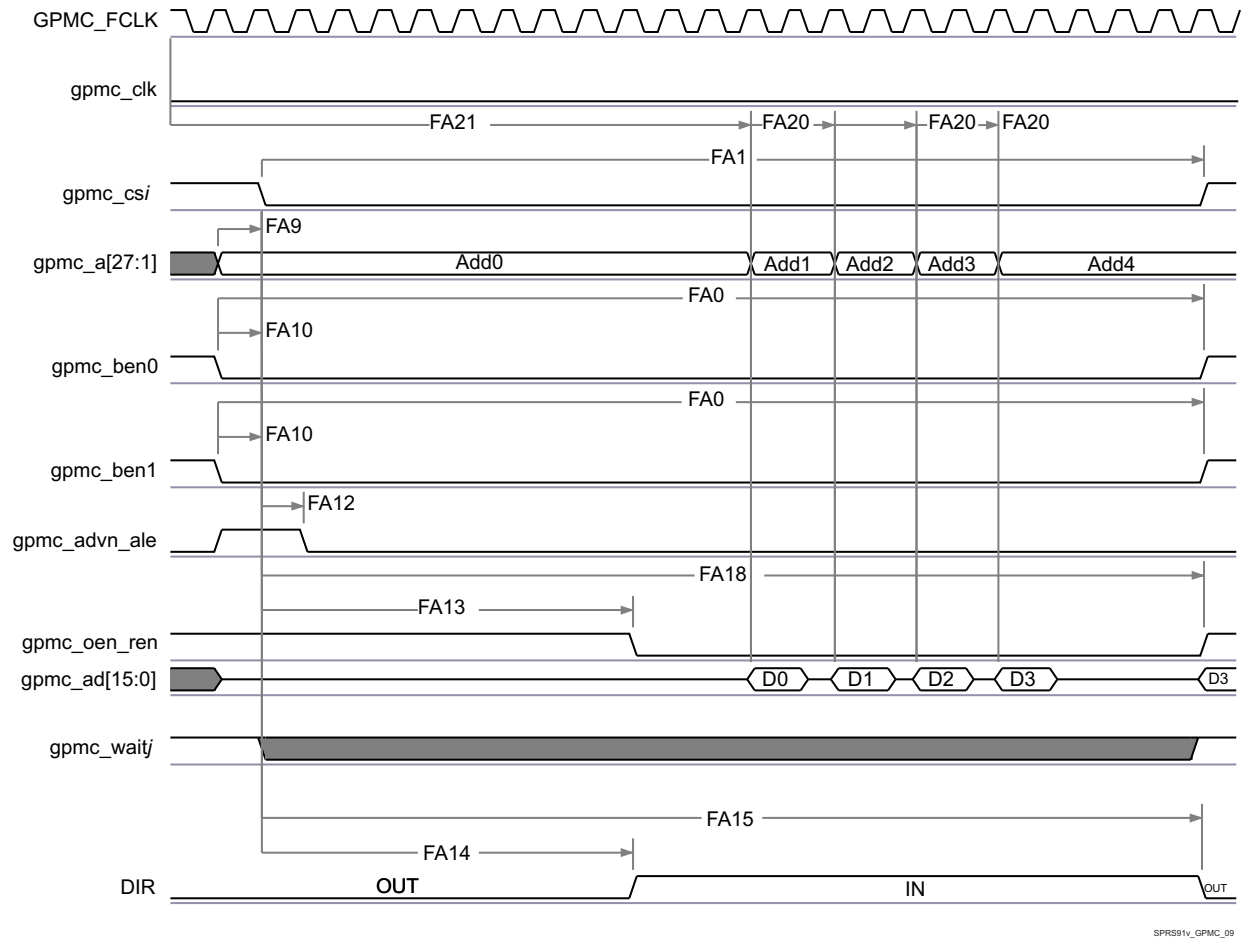 GPMC_FCLK
gpmc_clk
FA21 FA20 FA20 FA20
FA1
gpmc_csi
FA9
gpmc_a[27:1] Add0 Add1 Add2 Add3 Add4
FA0
FA10
gpmc_ben0
FA0
FA10
gpmc_ben1
FA12
gpmc_advn_ale
FA18
FA13
gpmc_oen_ren
gpmc_ad[15:0] D0 D1 D2 D3 D3
gpmc_waitj
FA15
FA14
DIR OUT IN OUT
SPRS91v_GPMC_09